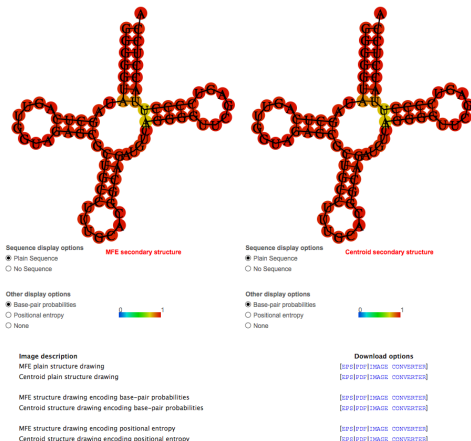 MFE secondary structure
Centroid secondary structure
Sequence display options
Plain Sequence
No Sequence
Sequence display options
Plain Sequence
No Sequence
Other display options
Base-pair probabilities
Positional entropy
None
0 1
Other display options
Base-pair probabilities
Positional entropy
None
0 1
Image description Download options
MFE plain structure drawing [EPS|PDF|IMAGE CONVERTER]
Centroid plain structure drawing [EPS|PDF|IMAGE CONVERTER]
MFE structure drawing encoding base-pair probabilities [EPS|PDF|IMAGE CONVERTER]
Centroid structure drawing encoding base-pair probabilities [EPS|PDF|IMAGE CONVERTER]
MFE structure drawing encoding positional entropy [EPS|PDF|IMAGE CONVERTER]
Centroid structure drawing encoding positional entropy [EPS|PDF|IMAGE CONVERTER]